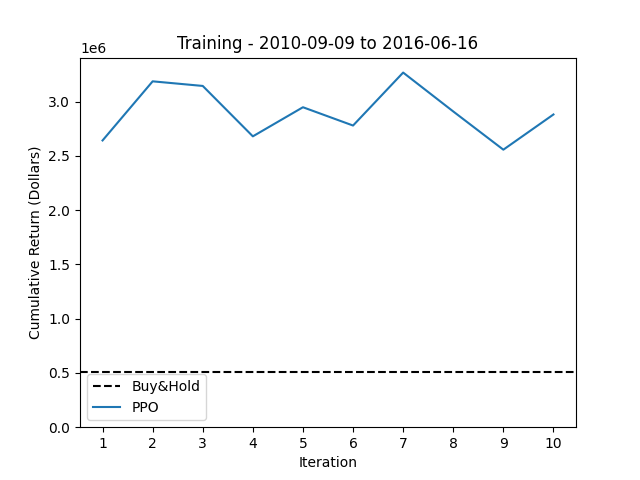 Training - 2010-09-09 to 2016-06-16
1e6
3.0
2.5
2.0
1.5
1.0
0.5
0.0
Cumulative Return (Dollars)
Buy&Hold
PPO
1 2 3 4 5 6 7 8 9 10
Iteration